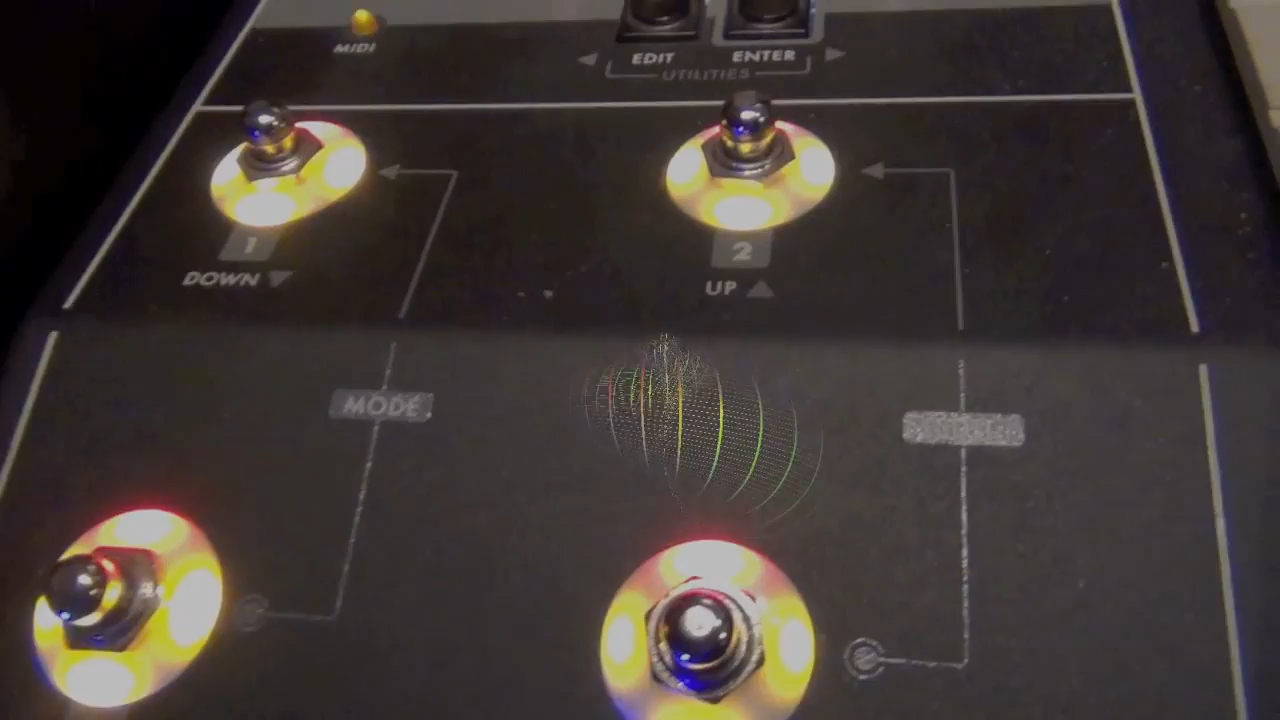 MIDI
EDIT ENTER
UTILITIES
1 2
DOWN UP
MODE